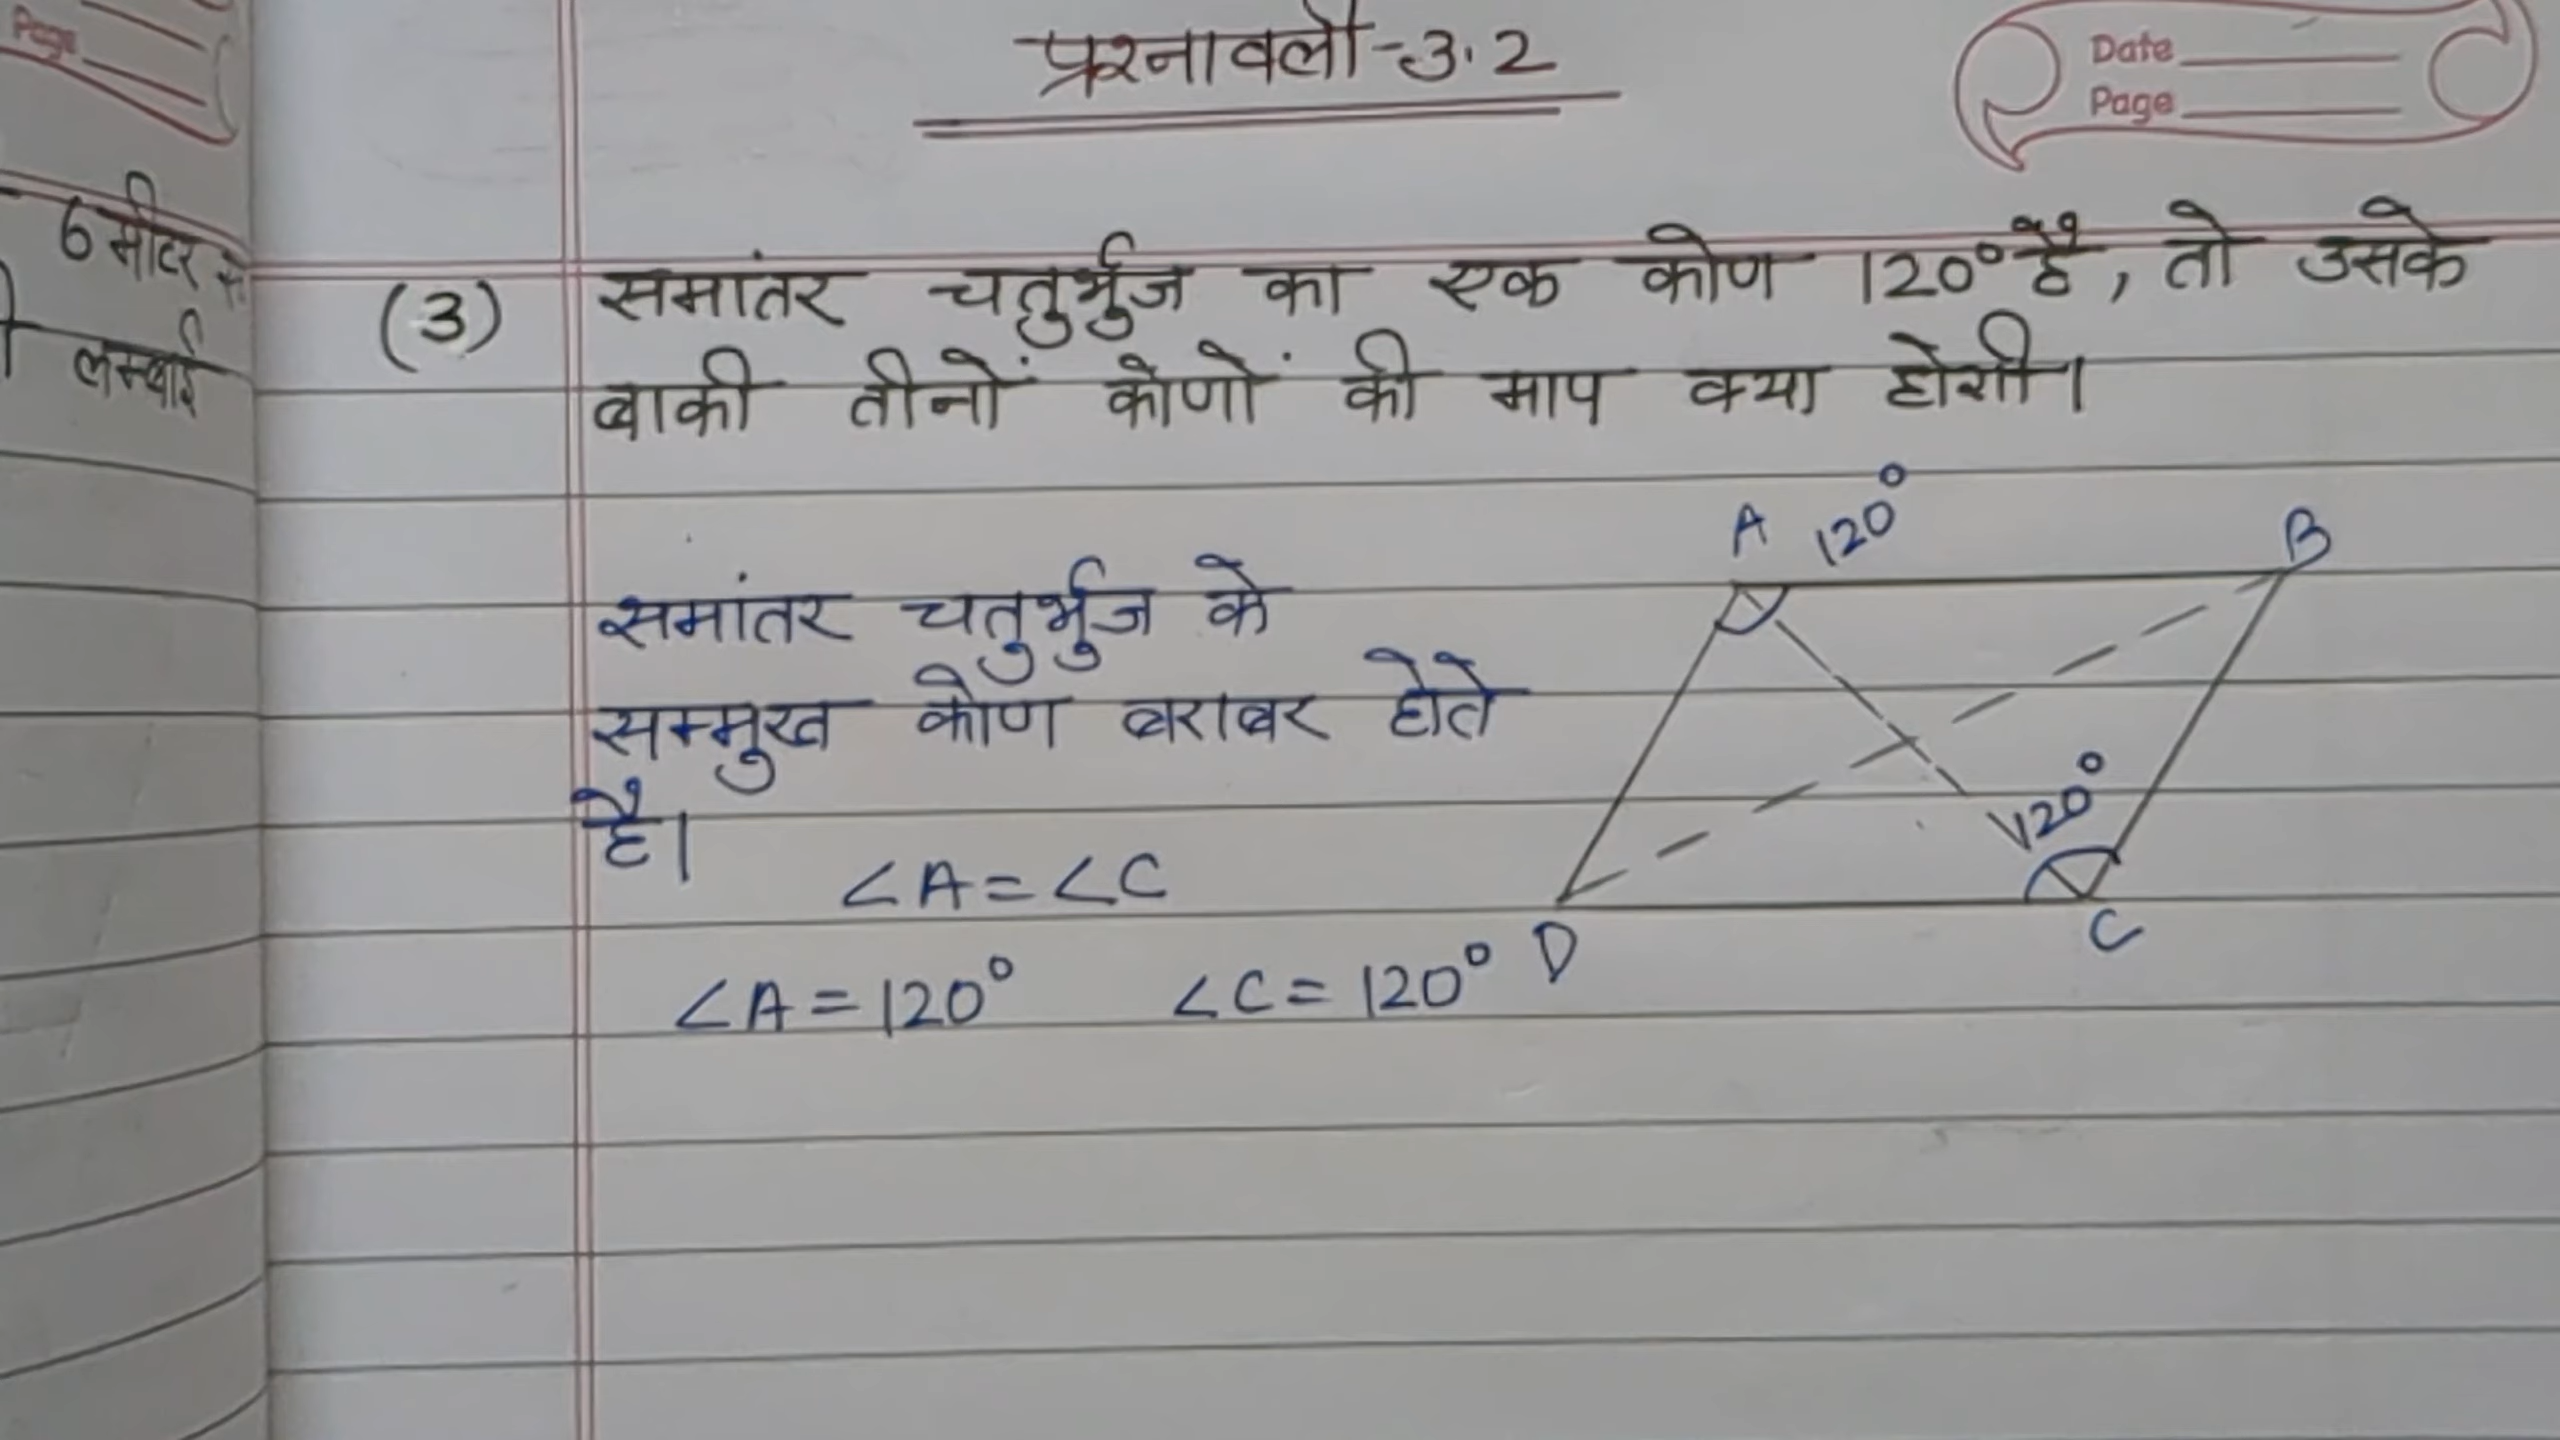 Page
प्रश्नावली-3.2
Date
Page
6 मीटर से
लम्बाई
(3) समांतर चतुर्भुज का एक कोण 120° है, तो उसके
बाकी तीनों कोणों की माप क्या होगी।
A 120° B
समांतर चतुर्भुज के
सम्मुख कोण बराबर होते
है।
120°
∠A = ∠C
D C
∠A = 120° ∠C = 120°